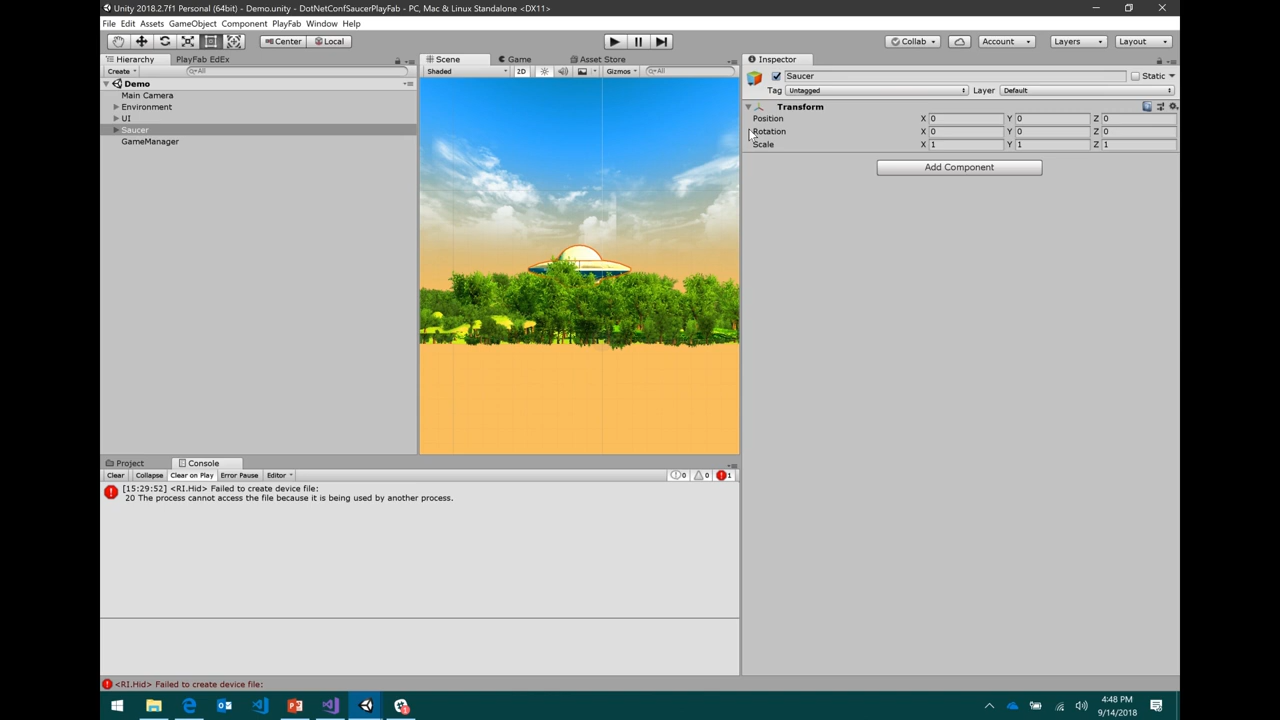 Unity 2018.2.7f1 Personal (64bit) - Demo.unity - DotNetConfSaucerPlayFab - PC, Mac & Linux Standalone <DX11>
File Edit Assets GameObject Component PlayFab Window Help
Center Local Collab Account Layers Layout
Hierarchy PlayFab EdEx
Create All
Demo
Main Camera
Environment
UI
Saucer
GameManager
Scene Game Asset Store
Shaded 2D Gizmos All
Inspector
Saucer Static
Tag Untagged Layer Default
Transform
Position X 0 Y 0 Z 0
Rotation X 0 Y 0 Z 0
Scale X 1 Y 1 Z 1
Add Component
Project Console
Clear Collapse Clear on Play Error Pause Editor 0 0 1
[15:29:52] <RI.Hid> Failed to create device file:
20 The process cannot access the file because it is being used by another process.
<RI.Hid> Failed to create device file:
4:48 PM
9/14/2018